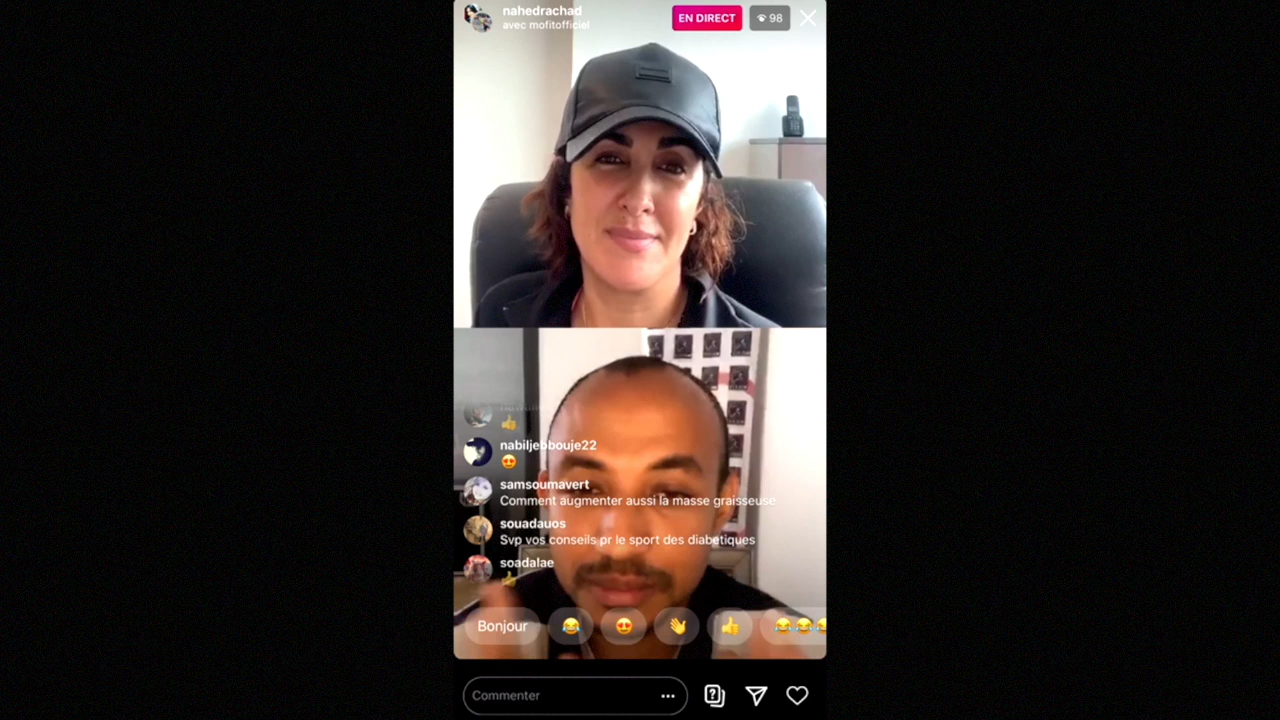 nahedrachad
avec mofitofficiel
EN DIRECT
98
nabiljebbouje22
😍
samsoumavert
Comment augmenter aussi la masse graisseuse
souadauos
Svp vos conseils pr le sport des diabetiques
soadalae
Bonjour
Commenter